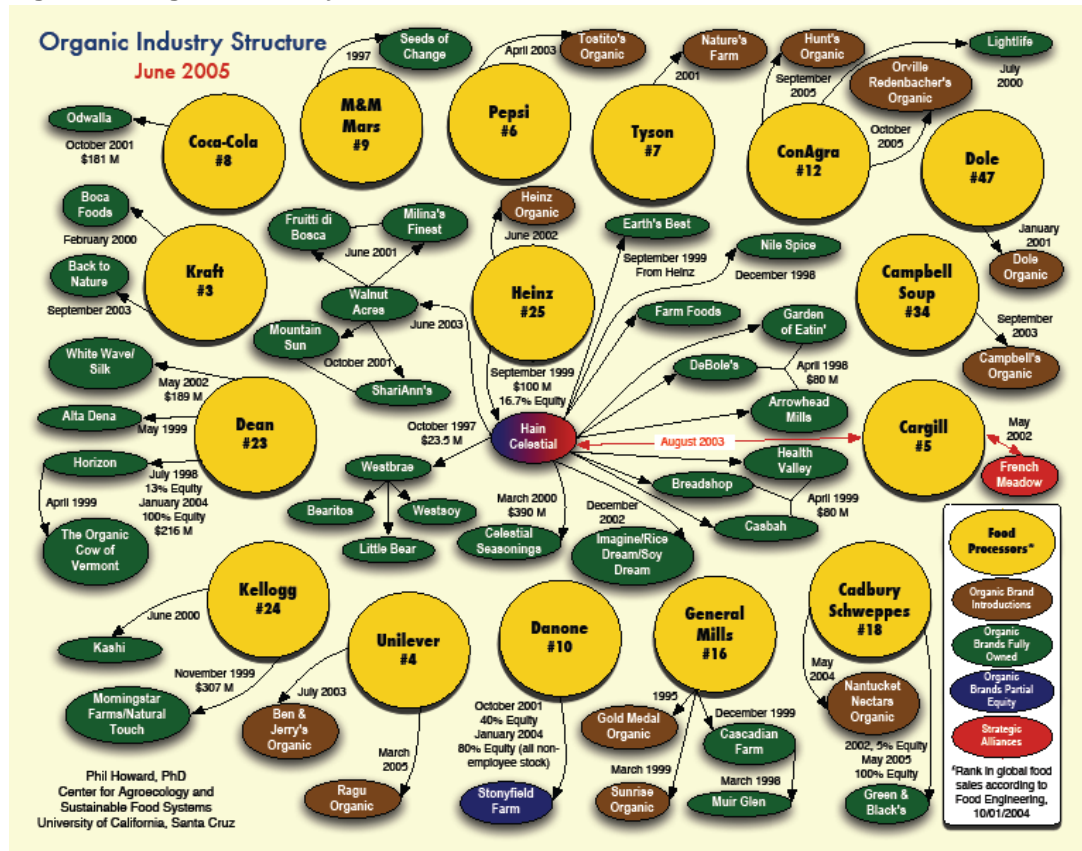 Organic Industry Structure
June 2005
Coca-Cola
#8
Odwalla
October 2001
$181 M
M&M
Mars
#9
1997
Seeds of
Change
Pepsi
#6
April 2003
Tostito's
Organic
Tyson
#7
2001
Nature's
Farm
ConAgra
#12
September
2005
Hunt's
Organic
Lightlife
July
2000
Orville
Redenbacher's
Organic
October
2005
Dole
#47
January
2001
Dole
Organic
Kraft
#3
Boca
Foods
February 2000
Back to
Nature
September 2003
Fruitti di
Bosca
Milina's
Finest
June 2001
Walnut
Acres
Mountain
Sun
October 2001
ShariAnn's
June 2003
Heinz
#25
Heinz
Organic
June 2002
September 1999
$100 M
16.7% Equity
Earth's Best
September 1999
From Heinz
Nile Spice
December 1998
Farm Foods
Garden
of Eatin'
DeBole's
April 1998
$80 M
Arrowhead
Mills
Campbell
Soup
#34
September
2003
Campbell's
Organic
Dean
#23
White Wave/
Silk
May 2002
$189 M
Alta Dena
May 1999
Horizon
July 1998
13% Equity
January 2004
100% Equity
$216 M
April 1999
The Organic
Cow of
Vermont
Hain
Celestial
October 1997
$23.5 M
Westbrae
Bearitos
Westsoy
Little Bear
March 2000
$390 M
Celestial
Seasonings
December
2002
Imagine/Rice
Dream/Soy
Dream
August 2003
Health
Valley
Breadshop
April 1999
$80 M
Casbah
Cargill
#5
May
2002
French
Meadow
Kellogg
#24
June 2000
Kashi
November 1999
$307 M
Morningstar
Farms/Natural
Touch
Unilever
#4
July 2003
Ben &
Jerry's
Organic
March
2005
Ragu
Organic
Danone
#10
October 2001
40% Equity
January 2004
80% Equity (all non-
employee stock)
Stonyfield
Farm
General
Mills
#16
1995
Gold Medal
Organic
December 1999
Cascadian
Farm
March 1999
Sunrise
Organic
March 1998
Muir Glen
Cadbury
Schweppes
#18
May
2004
Nantucket
Nectars
Organic
2002, 5% Equity
May 2005
100% Equity
Green &
Black's
Food
Processors*
Organic Brand
Introductions
Organic
Brands Fully
Owned
Organic
Brands Partial
Equity
Strategic
Alliances
*Rank in global food
sales according to
Food Engineering,
10/01/2004
Phil Howard, PhD
Center for Agroecology and
Sustainable Food Systems
University of California, Santa Cruz